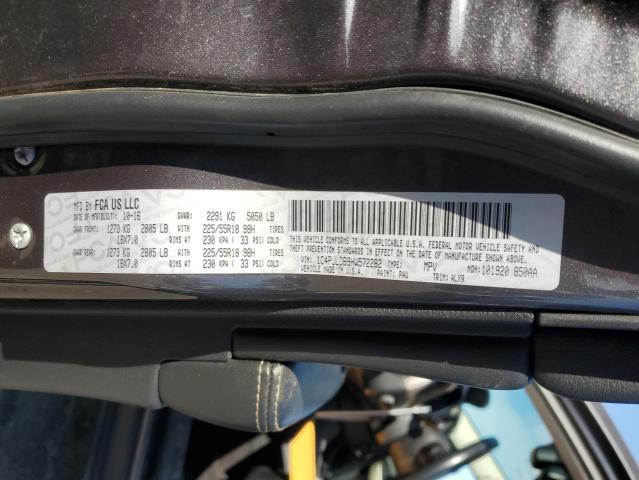 MFD BY FCA US LLC
DATE OF MFR(BUILT): 10-16 GVWR: 2291 KG 5050 LB
GAWR FRONT: 1273 KG 2805 LB WITH 225/55R18 98H TIRES
18X7.0 RIMS AT 230 KPA ( 33 PSI) COLD
GAWR REAR: 1273 KG 2805 LB WITH 225/55R18 98H TIRES
18X7.0 RIMS AT 230 KPA ( 33 PSI) COLD
THIS VEHICLE CONFORMS TO ALL APPLICABLE U.S.A. FEDERAL MOTOR VEHICLE SAFETY AND
THEFT PREVENTION STANDARDS IN EFFECT ON THE DATE OF MANUFACTURE SHOWN ABOVE.
TYPE: MPV MDH: 101920 850AA
VEHICLE MADE IN U.S.A. PAINT: PAU TRIM: ALX9